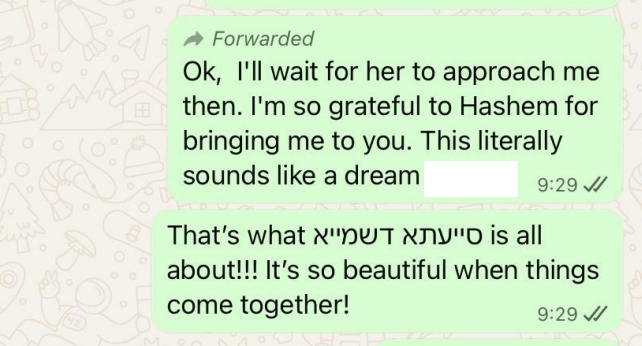 Forwarded
Ok, I'll wait for her to approach me
then. I'm so grateful to Hashem for
bringing me to you. This literally
sounds like a dream
9:29
That's what סייעתא דשמייא is all
about!!! It's so beautiful when things
come together!
9:29